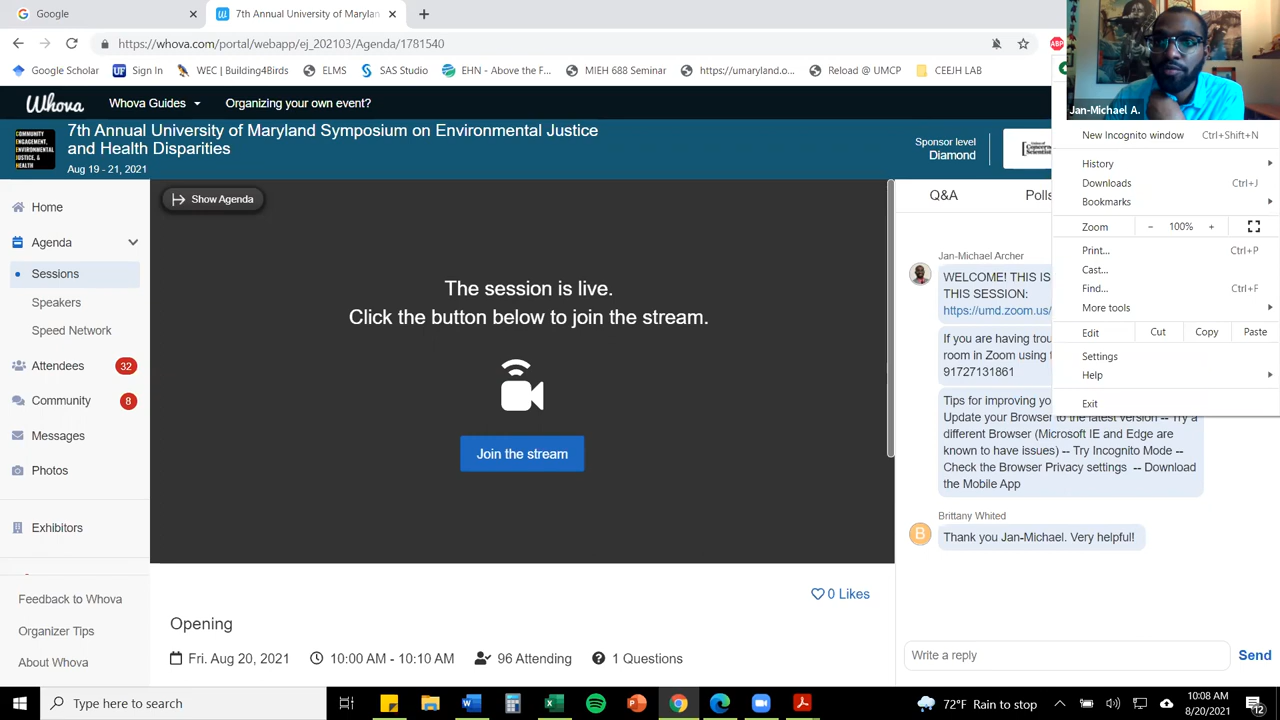 Google
7th Annual University of Marylan
https://whova.com/portal/webapp/ej_202103/Agenda/1781540
ABP
Google Scholar
UF Sign In
WEC | Building4Birds
ELMS
SAS Studio
EHN - Above the F...
MIEH 688 Seminar
https://umaryland.o...
Reload @ UMCP
CEEJH LAB
Jan-Michael A.
Whova
Whova Guides
Organizing your own event?
COMMUNITY
ENGAGEMENT,
ENVIRONMENTAL
JUSTICE, &
HEALTH
7th Annual University of Maryland Symposium on Environmental Justice
and Health Disparities
Aug 19 - 21, 2021
Sponsor level
Diamond
Concerned
Scientists
New Incognito window Ctrl+Shift+N
History
Downloads Ctrl+J
Bookmarks
Zoom - 100% +
Print... Ctrl+P
Cast...
Find... Ctrl+F
More tools
Edit Cut Copy Paste
Settings
Help
Exit
Home
Agenda
Sessions
Speakers
Speed Network
Attendees 32
Community 8
Messages
Photos
Exhibitors
Feedback to Whova
Organizer Tips
About Whova
Show Agenda
The session is live.
Click the button below to join the stream.
Join the stream
0 Likes
Opening
Fri. Aug 20, 2021 10:00 AM - 10:10 AM 96 Attending 1 Questions
Q&A Polls
Jan-Michael Archer
WELCOME! THIS IS
THIS SESSION:
https://umd.zoom.us/
If you are having trou
room in Zoom using t
91727131861
Tips for improving yo
Update your Browser to the latest version -- Try a
different Browser (Microsoft IE and Edge are
known to have issues) -- Try Incognito Mode --
Check the Browser Privacy settings -- Download
the Mobile App
Brittany Whited
B
Thank you Jan-Michael. Very helpful!
Write a reply
Send
Type here to search
72°F Rain to stop
10:08 AM
8/20/2021
12